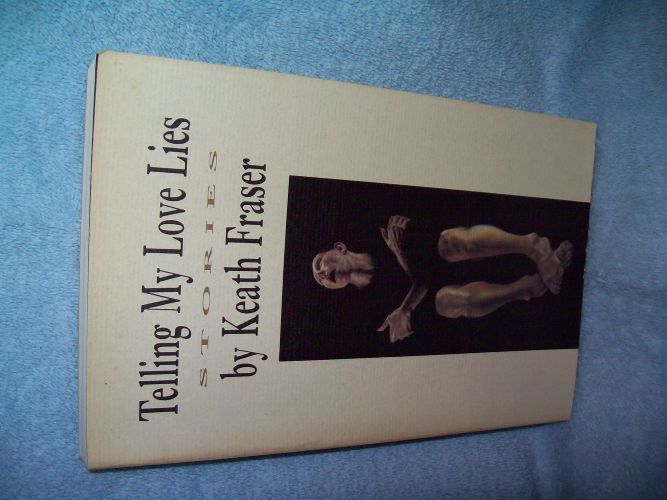 Telling My Love Lies
STORIES
by Keath Fraser